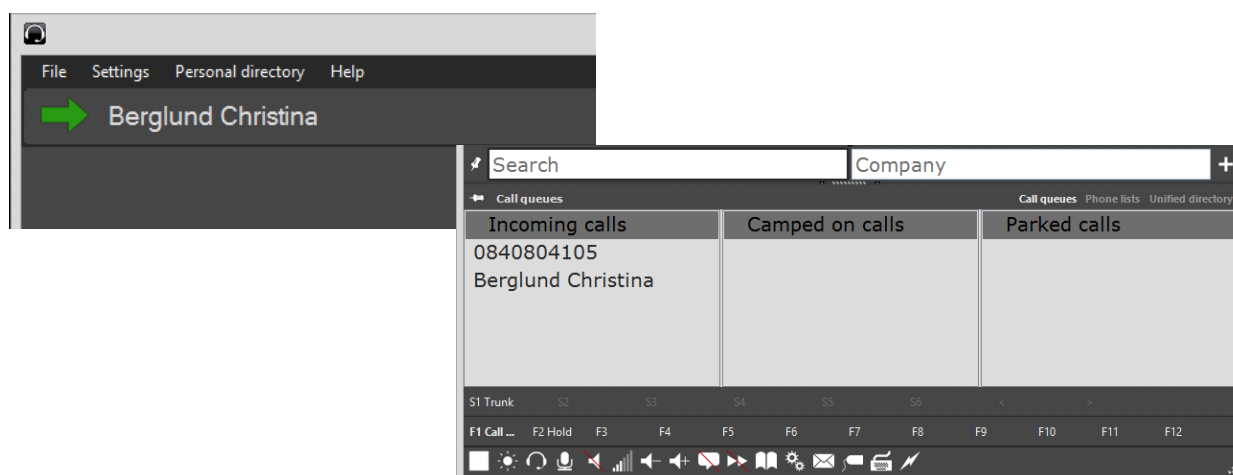 File Settings Personal directory Help
Berglund Christina
Search Company
Call queues Call queues Phone lists Unified directory
Incoming calls Camped on calls Parked calls
0840804105
Berglund Christina
S1 Trunk S2 S3 S4 S5 S6 < >
F1 Call ... F2 Hold F3 F4 F5 F6 F7 F8 F9 F10 F11 F12